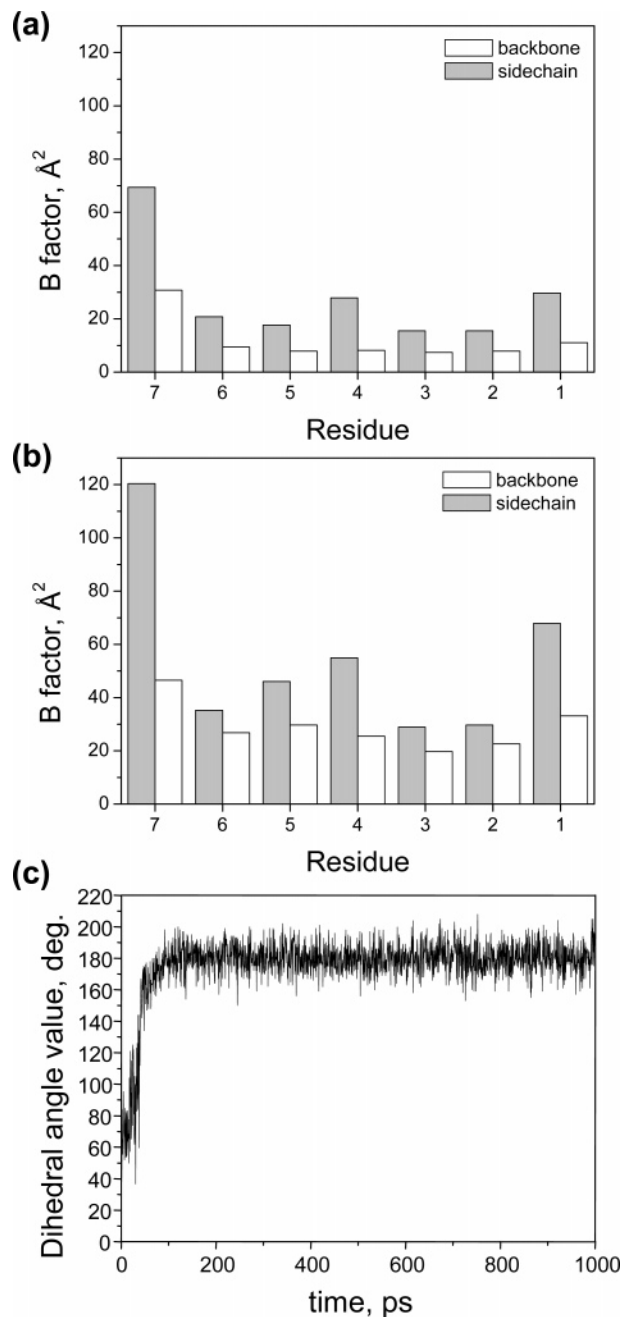 (a)
120
100
80
60
40
20
0
B factor, Å²
backbone
sidechain
7 6 5 4 3 2 1
Residue
(b)
120
100
80
60
40
20
0
B factor, Å²
backbone
sidechain
7 6 5 4 3 2 1
Residue
(c)
220
200
180
160
140
120
100
80
60
40
20
0
Dihedral angle value, deg.
0 200 400 600 800 1000
time, ps